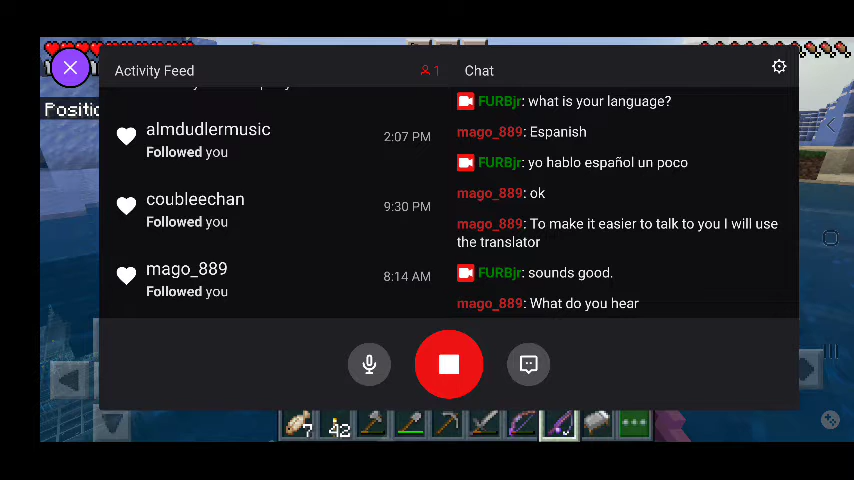 Activity Feed
1
Chat
Positio
almdudlermusic
Followed you
2:07 PM
coubleechan
Followed you
9:30 PM
mago_889
Followed you
8:14 AM
FURBjr: what is your language?
mago_889: Espanish
FURBjr: yo hablo español un poco
mago_889: ok
mago_889: To make it easier to talk to you I will use
the translator
FURBjr: sounds good.
mago_889: What do you hear
7
42